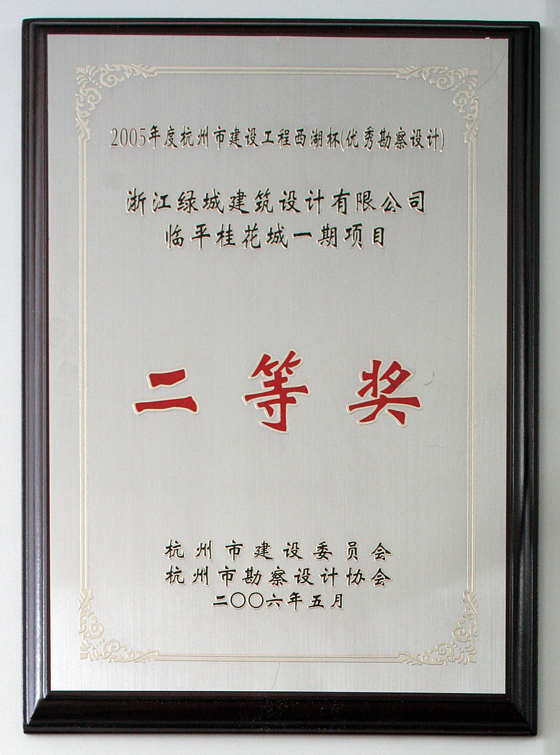 2005年度杭州市建设工程西湖杯(优秀勘察设计)
浙江绿城建筑设计有限公司
临平桂花城一期项目
二等奖
杭州市建设委员会
杭州市勘察设计协会
二〇〇六年五月